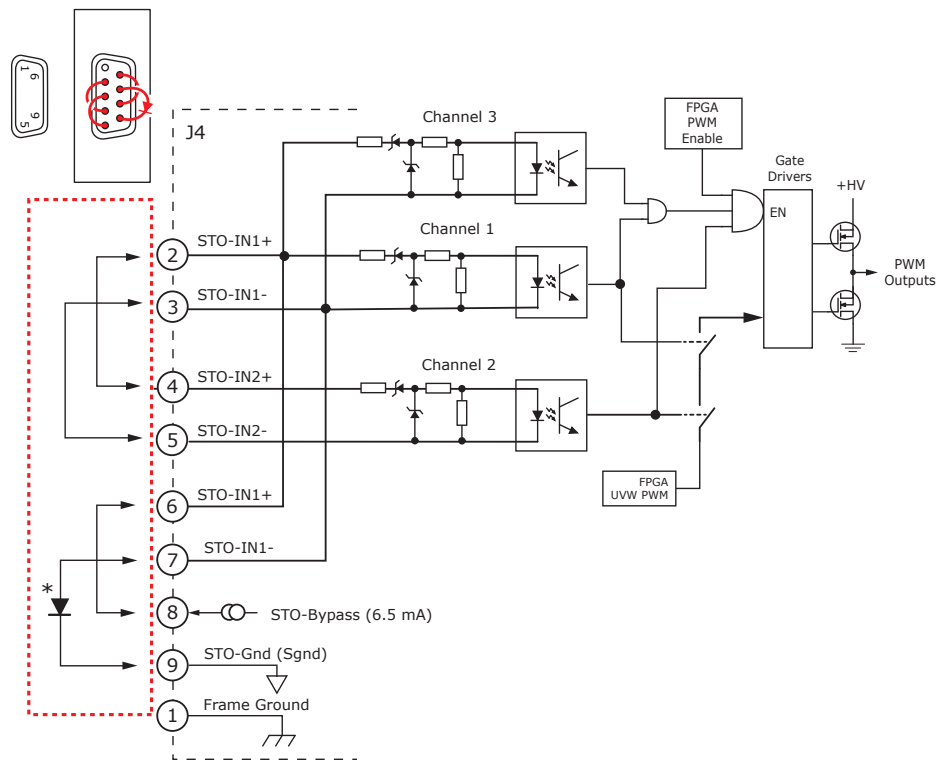 1
6
9
5
J4
Channel 3
FPGA
PWM
Enable
Gate
Drivers
+HV
EN
PWM
Outputs
Channel 1
2 STO-IN1+
3 STO-IN1-
Channel 2
4 STO-IN2+
5 STO-IN2-
FPGA
UVW PWM
6 STO-IN1+
7 STO-IN1-
*
8 STO-Bypass (6.5 mA)
9 STO-Gnd (Sgnd)
1 Frame Ground